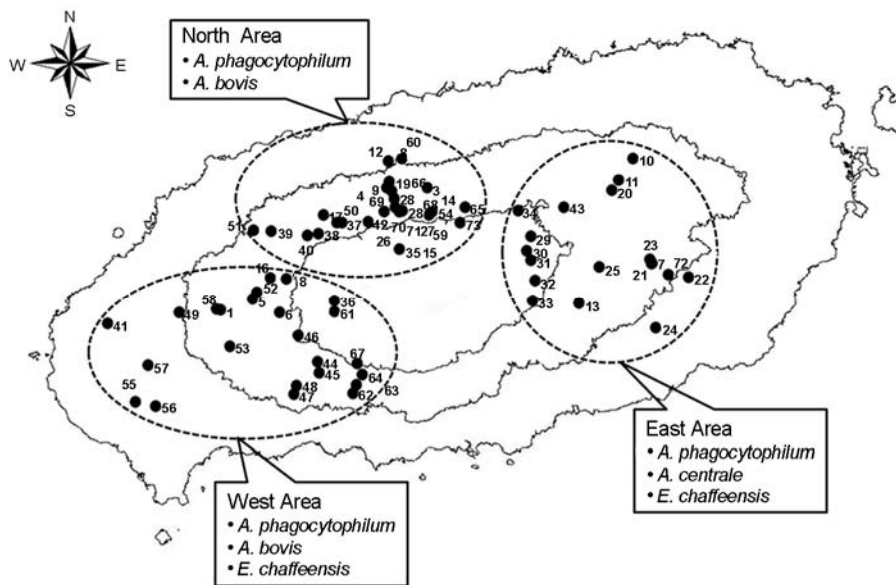 N
W E
S
North Area
• A. phagocytophilum
• A. bovis
60
12 8
10
4 9 19 66 3
11
20
69 28 68 14
17 50 65
34 43
51 39 40 38 37 42 70 71 28 27 54 59 73
26 35 15
29
30
31
25
23
21 7 72 22
16 8
52
5
36
61
32
33 13
58 1
49
6
41
46
24
53
44
45
67
57
64
48
47
63
62
55
56
East Area
• A. phagocytophilum
• A. centrale
• E. chaffeensis
West Area
• A. phagocytophilum
• A. bovis
• E. chaffeensis